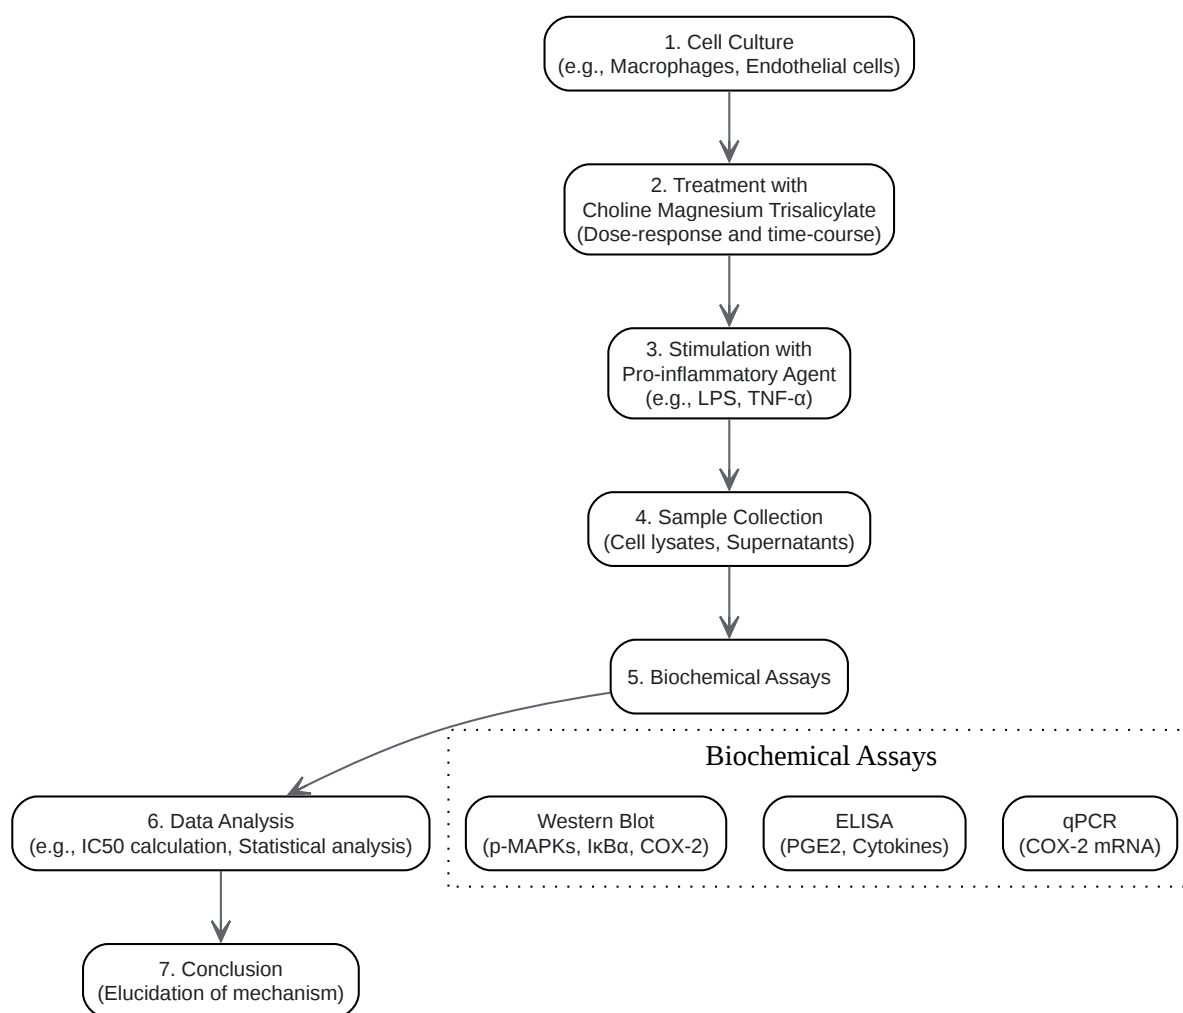 1. Cell Culture
(e.g., Macrophages, Endothelial cells)
2. Treatment with
Choline Magnesium Trisalicylate
(Dose-response and time-course)
3. Stimulation with
Pro-inflammatory Agent
(e.g., LPS, TNF-α)
4. Sample Collection
(Cell lysates, Supernatants)
5. Biochemical Assays
Biochemical Assays
6. Data Analysis
(e.g., IC50 calculation, Statistical analysis)
Western Blot
(p-MAPKs, IκBα, COX-2)
ELISA
(PGE2, Cytokines)
qPCR
(COX-2 mRNA)
7. Conclusion
(Elucidation of mechanism)